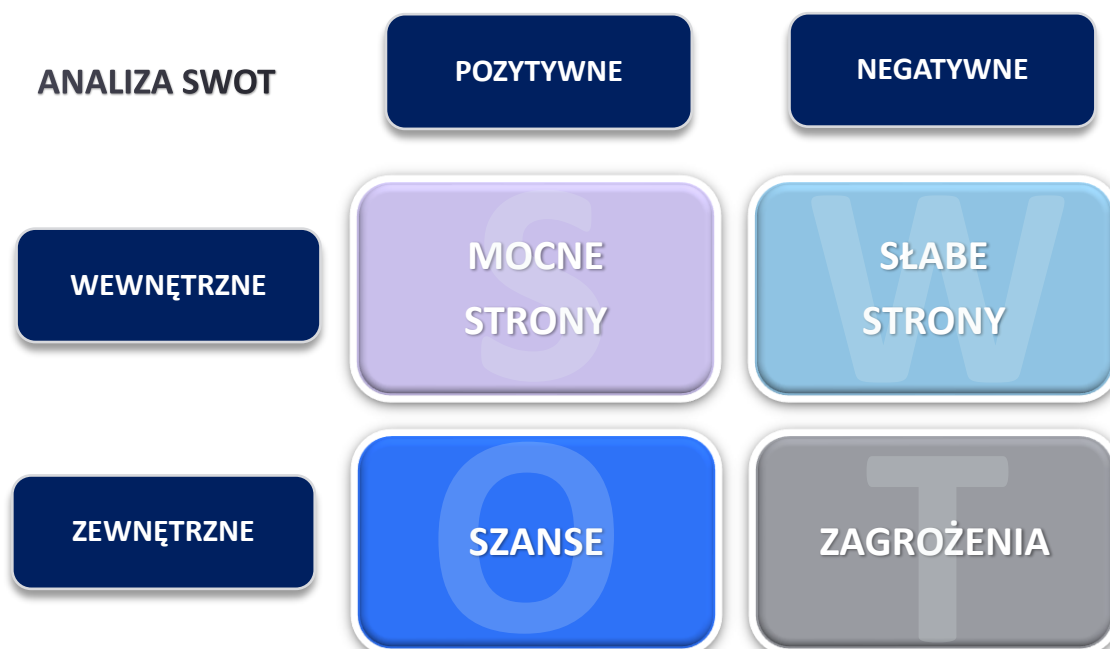 ANALIZA SWOT
POZYTYWNE
NEGATYWNE
WEWNĘTRZNE
S
MOCNE
STRONY
W
SŁABE
STRONY
ZEWNĘTRZNE
O
SZANSE
T
ZAGROŻENIA